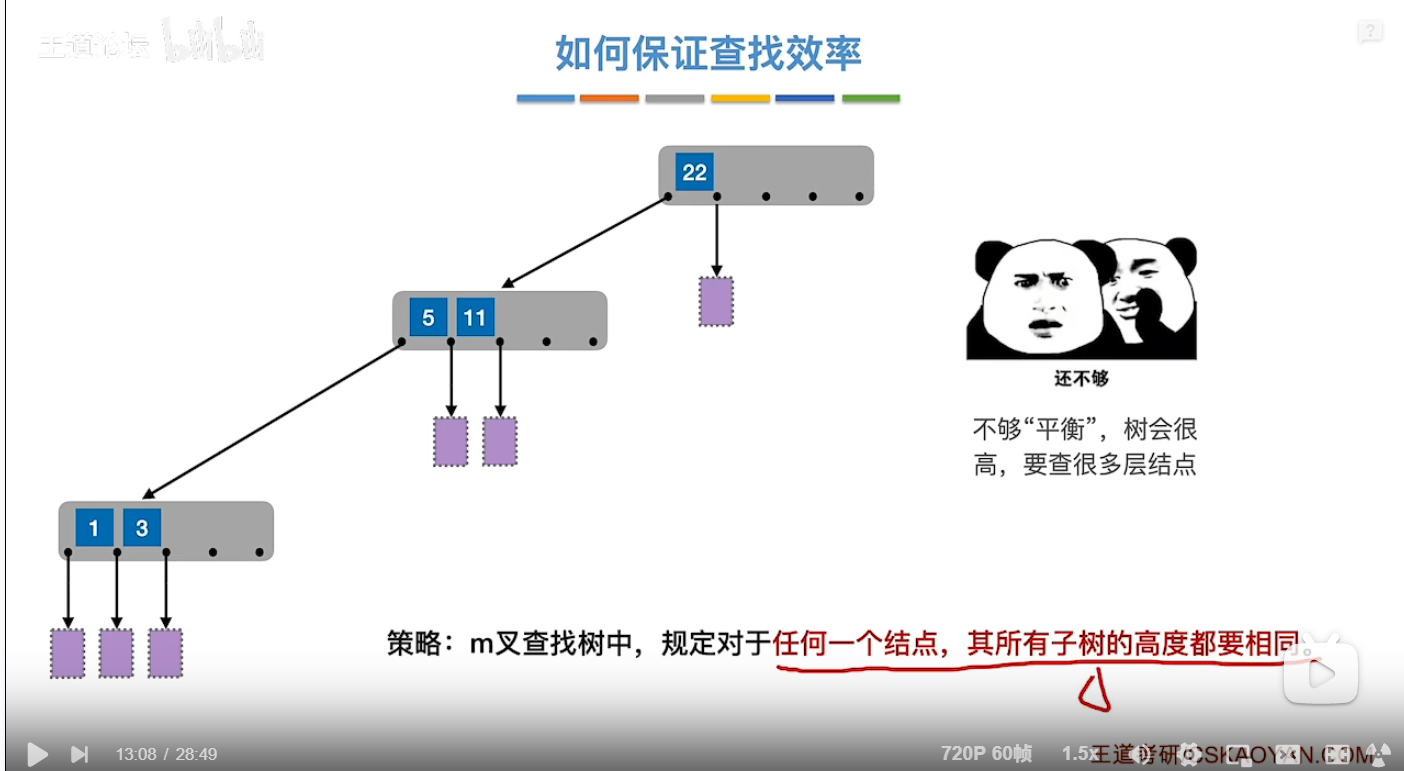 王道论坛 bilibili
如何保证查找效率
22
5 11
1 3
还不够
不够“平衡”，树会很
高，要查很多层结点
策略：m叉查找树中，规定对于任何一个结点，其所有子树的高度都要相同。
13:08 / 28:49
720P 60帧
1.5x
王道考研@CSKAOYAN.COM